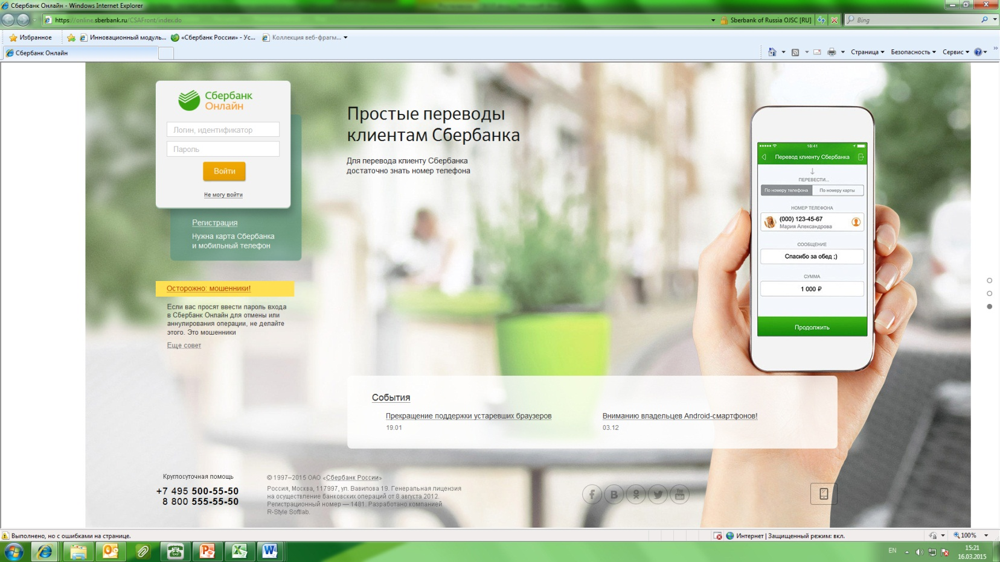 Сбербанк Онлайн - Windows Internet Explorer
https://online.sberbank.ru/CSAFront/index.do
Sberbank of Russia OJSC [RU]
Bing
Избранное
Инновационный модуль...
«Сбербанк России» - Ус...
Коллекция веб-фрагм...
Сбербанк Онлайн
Страница
Безопасность
Сервис
Сбербанк
Онлайн
Логин, идентификатор
Пароль
Войти
Не могу войти
Регистрация
Нужна карта Сбербанка
и мобильный телефон
Осторожно: мошенники!
Если вас просят ввести пароль входа
в Сбербанк Онлайн для отмены или
аннулирования операции, не делайте
этого. Это мошенники
Еще совет
Простые переводы
клиентам Сбербанка
Для перевода клиенту Сбербанка
достаточно знать номер телефона
18:41
Перевод клиенту Сбербанка
ПЕРЕВЕСТИ...
По номеру телефона
По номеру карты
НОМЕР ТЕЛЕФОНА
(000) 123-45-67
Мария Александрова
СООБЩЕНИЕ
Спасибо за обед ;)
СУММА
1 000 ₽
Продолжить
События
Прекращение поддержки устаревших браузеров
19.01
Вниманию владельцев Android-смартфонов!
03.12
Круглосуточная помощь
+7 495 500-55-50
8 800 555-55-50
© 1997–2015 ОАО «Сбербанк России»
Россия, Москва, 117997, ул. Вавилова 19. Генеральная лицензия
на осуществление банковских операций от 8 августа 2012.
Регистрационный номер — 1481. Разработано компанией
R-Style Softlab.
You
Tube
Выполнено, но с ошибками на странице.
Интернет | Защищенный режим: вкл.
100%
EN
15:21
16.03.2015